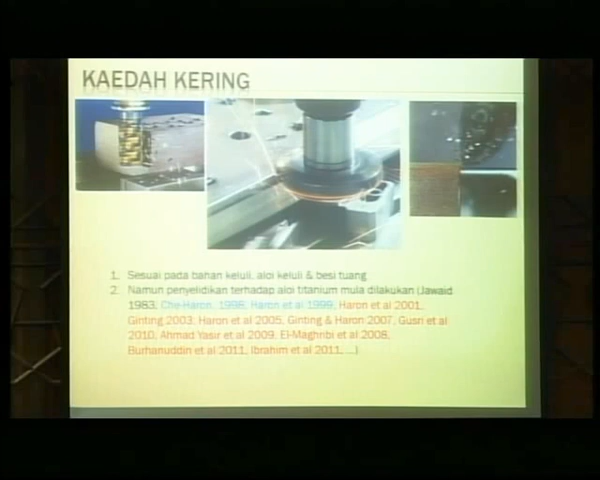 KAEDAH KERING
1. Sesuai pada bahan keluli, aloi keluli & besi tuang
2. Namun penyelidikan terhadap aloi titanium mula dilakukan (Jawaid
1983, Che-Haron, 1998, Haron et al 1999, Haron et al 2001,
Ginting 2003; Haron et al 2005, Ginting & Haron 2007, Gusri et al
2010, Ahmad Yasir et al 2009, El-Maghribi et al 2008,
Burhanuddin et al 2011, Ibrahim et al 2011, ...)